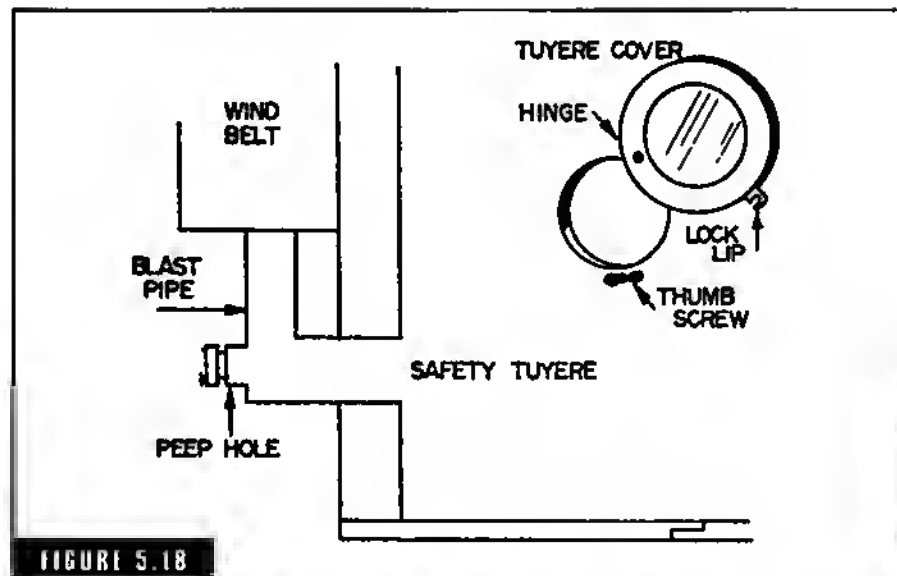 TUYERE COVER
WIND
BELT
HINGE
LOCK
LIP
BLAST
PIPE
THUMB
SCREW
SAFETY TUYERE
PEEP HOLE
FIGURE 5.18